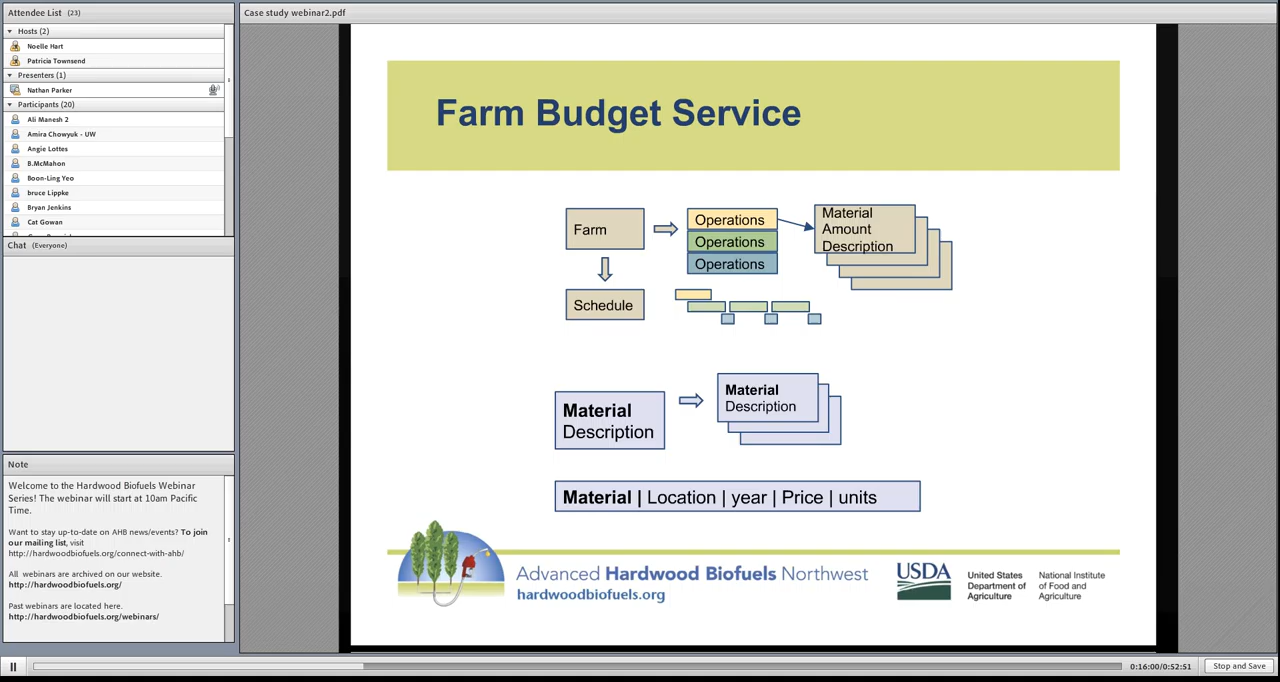 Attendee List (23)
Hosts (2)
Noelle Hart
Patricia Townsend
Presenters (1)
Nathan Parker
Participants (20)
Ali Manesh 2
Amira Chowyuk - UW
Angie Lottes
B.McMahon
Boon-Ling Yeo
bruce Lippke
Bryan Jenkins
Cat Gowan
Chat (Everyone)
Note
Welcome to the Hardwood Biofuels Webinar
Series! The webinar will start at 10am Pacific
Time.
Want to stay up-to-date on AHB news/events? To join
our mailing list, visit
http://hardwoodbiofuels.org/connect-with-ahb/
All webinars are archived on our website.
http://hardwoodbiofuels.org/
Past webinars are located here.
http://hardwoodbiofuels.org/webinars/
Case study webinar2.pdf
Farm Budget Service
Farm
Operations
Operations
Operations
Material
Amount
Description
Schedule
Material
Description
Material
Description
Material | Location | year | Price | units
Advanced Hardwood Biofuels Northwest
hardwoodbiofuels.org
USDA
United States
Department of
Agriculture
National Institute
of Food and
Agriculture
0:16:00/0:52:51
Stop and Save